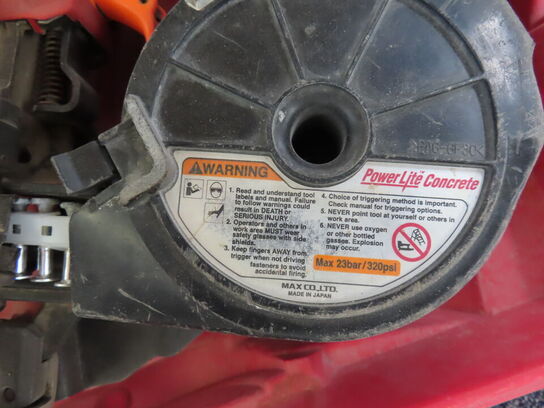 WARNING
PowerLite Concrete
1. Read and understand tool
labels and manual. Failure
to follow warnings could
result in DEATH or
SERIOUS INJURY.
2. Operators and others in
work area MUST wear
safety glasses with side
shields.
3. Keep fingers AWAY from
trigger when not driving
fasteners to avoid
accidental firing.
4. Choice of triggering method is important.
Check manual for triggering options.
5. NEVER point tool at yourself or others in
work area.
6. NEVER use oxygen
or other bottled
gasses. Explosion
may occur.
Max 23bar/320psi
MAX CO.,LTD.
MADE IN JAPAN